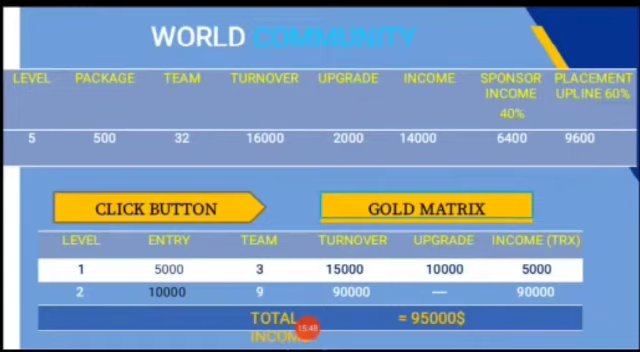 WORLD COMMUNITY
LEVEL PACKAGE TEAM TURNOVER UPGRADE INCOME SPONSOR INCOME 40% PLACEMENT UPLINE 60%
5 500 32 16000 2000 14000 6400 9600
CLICK BUTTON GOLD MATRIX
LEVEL ENTRY TEAM TURNOVER UPGRADE INCOME (TRX)
1 5000 3 15000 10000 5000
2 10000 9 90000 — 90000
TOTAL = 95000$
15:48
INCOME